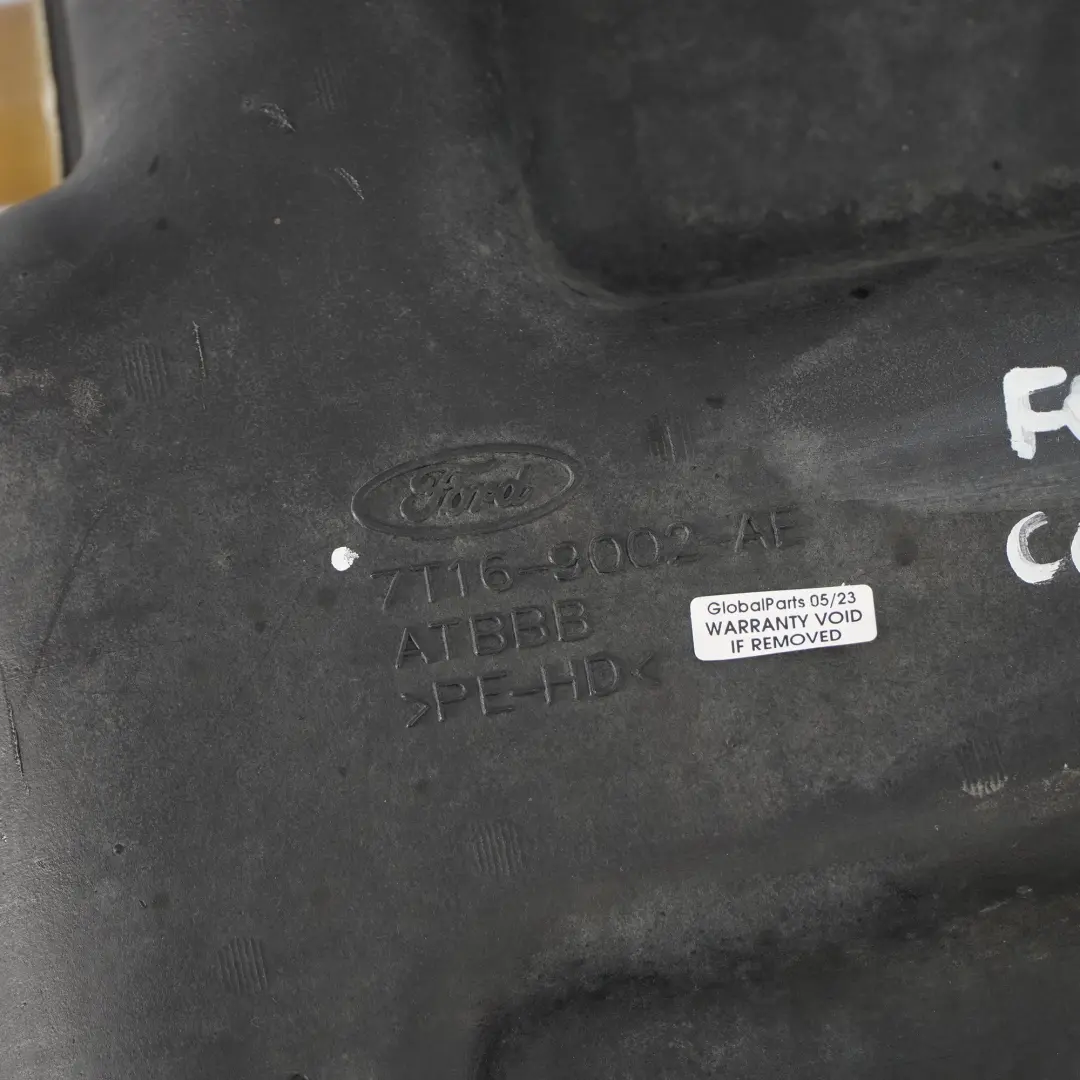 Ford
7T16-9002-AE
ATBBB
>PE-HD<
GlobalParts 05/23
WARRANTY VOID
IF REMOVED